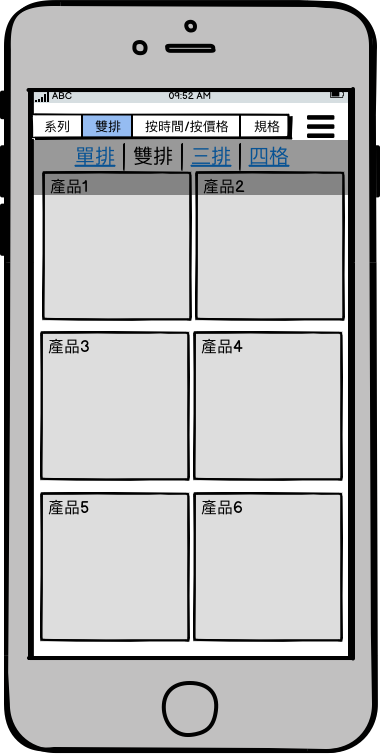 ABC 09:52 AM
系列 雙排 按時間/按價格 規格
單排 雙排 三排 四格
產品1 產品2
產品3 產品4
產品5 產品6